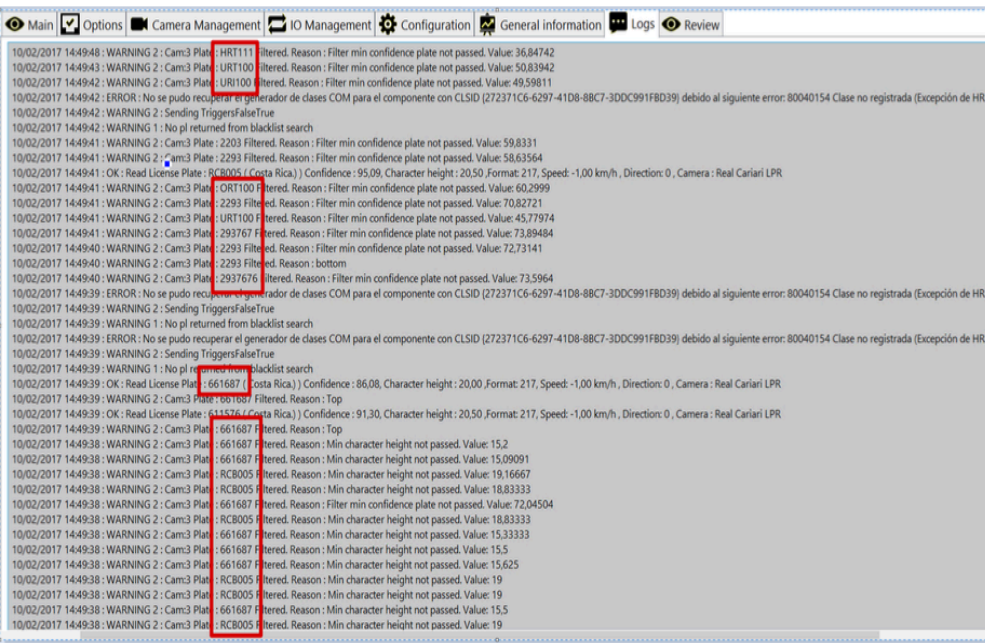 Main Options Camera Management IO Management Configuration General information Logs Review
10/02/2017 14:49:48 : WARNING 2 : Cam:3 Plate : HRT111 Filtered. Reason : Filter min confidence plate not passed. Value: 36,84742
10/02/2017 14:49:43 : WARNING 2 : Cam:3 Plate : URT100 Filtered. Reason : Filter min confidence plate not passed. Value: 50,83942
10/02/2017 14:49:42 : WARNING 2 : Cam:3 Plate : URI100 Filtered. Reason : Filter min confidence plate not passed. Value: 49,59811
10/02/2017 14:49:42 : ERROR : No se pudo recuperar el generador de clases COM para el componente con CLSID {272371C6-6297-41D8-8BC7-3DDC991FBD39} debido al siguiente error: 80040154 Clase no registrada (Excepción de HR
10/02/2017 14:49:42 : WARNING 2 : Sending TriggersFalseTrue
10/02/2017 14:49:42 : WARNING 1 : No pl returned from blacklist search
10/02/2017 14:49:41 : WARNING 2 : Cam:3 Plate : 2203 Filtered. Reason : Filter min confidence plate not passed. Value: 59,8331
10/02/2017 14:49:41 : WARNING 2 : Cam:3 Plate : 2293 Filtered. Reason : Filter min confidence plate not passed. Value: 58,63564
10/02/2017 14:49:41 : OK : Read License Plate : RCB005 ( Costa Rica.) ) Confidence : 95,09, Character height : 20,50 ,Format: 217, Speed: -1,00 km/h , Direction: 0 , Camera : Real Cariari LPR
10/02/2017 14:49:41 : WARNING 2 : Cam:3 Plate : ORT100 Filtered. Reason : Filter min confidence plate not passed. Value: 60,2999
10/02/2017 14:49:41 : WARNING 2 : Cam:3 Plate : 2293 Filtered. Reason : Filter min confidence plate not passed. Value: 70,82721
10/02/2017 14:49:41 : WARNING 2 : Cam:3 Plate : URT100 Filtered. Reason : Filter min confidence plate not passed. Value: 45,77974
10/02/2017 14:49:41 : WARNING 2 : Cam:3 Plate : 293767 Filtered. Reason : Filter min confidence plate not passed. Value: 73,89484
10/02/2017 14:49:40 : WARNING 2 : Cam:3 Plate : 2293 Filtered. Reason : Filter min confidence plate not passed. Value: 72,73141
10/02/2017 14:49:40 : WARNING 2 : Cam:3 Plate : 2293 Filtered. Reason : bottom
10/02/2017 14:49:40 : WARNING 2 : Cam:3 Plate : 2937676 Filtered. Reason : Filter min confidence plate not passed. Value: 73,5964
10/02/2017 14:49:39 : ERROR : No se pudo recuperar el generador de clases COM para el componente con CLSID {272371C6-6297-41D8-8BC7-3DDC991FBD39} debido al siguiente error: 80040154 Clase no registrada (Excepción de HR
10/02/2017 14:49:39 : WARNING 2 : Sending TriggersFalseTrue
10/02/2017 14:49:39 : WARNING 1 : No pl returned from blacklist search
10/02/2017 14:49:39 : ERROR : No se pudo recuperar el generador de clases COM para el componente con CLSID {272371C6-6297-41D8-8BC7-3DDC991FBD39} debido al siguiente error: 80040154 Clase no registrada (Excepción de HR
10/02/2017 14:49:39 : WARNING 2 : Sending TriggersFalseTrue
10/02/2017 14:49:39 : WARNING 1 : No pl returned from blacklist search
10/02/2017 14:49:39 : OK : Read License Plate : 661687 ( Costa Rica.) ) Confidence : 86,08, Character height : 20,00 ,Format: 217, Speed: -1,00 km/h , Direction: 0 , Camera : Real Cariari LPR
10/02/2017 14:49:39 : WARNING 2 : Cam:3 Plate : 661687 Filtered. Reason : Top
10/02/2017 14:49:39 : OK : Read License Plate : 611576 ( Costa Rica.) ) Confidence : 91,30, Character height : 20,50 ,Format: 217, Speed: -1,00 km/h , Direction: 0 , Camera : Real Cariari LPR
10/02/2017 14:49:39 : WARNING 2 : Cam:3 Plate : 661687 Filtered. Reason : Top
10/02/2017 14:49:38 : WARNING 2 : Cam:3 Plate : 661687 Filtered. Reason : Min character height not passed. Value: 15,2
10/02/2017 14:49:38 : WARNING 2 : Cam:3 Plate : 661687 Filtered. Reason : Min character height not passed. Value: 15,09091
10/02/2017 14:49:38 : WARNING 2 : Cam:3 Plate : RCB005 Filtered. Reason : Min character height not passed. Value: 19,16667
10/02/2017 14:49:38 : WARNING 2 : Cam:3 Plate : RCB005 Filtered. Reason : Min character height not passed. Value: 18,83333
10/02/2017 14:49:38 : WARNING 2 : Cam:3 Plate : 661687 Filtered. Reason : Filter min confidence plate not passed. Value: 72,04504
10/02/2017 14:49:38 : WARNING 2 : Cam:3 Plate : RCB005 Filtered. Reason : Min character height not passed. Value: 18,83333
10/02/2017 14:49:38 : WARNING 2 : Cam:3 Plate : 661687 Filtered. Reason : Min character height not passed. Value: 15,33333
10/02/2017 14:49:38 : WARNING 2 : Cam:3 Plate : 661687 Filtered. Reason : Min character height not passed. Value: 15,5
10/02/2017 14:49:38 : WARNING 2 : Cam:3 Plate : 661687 Filtered. Reason : Min character height not passed. Value: 15,625
10/02/2017 14:49:38 : WARNING 2 : Cam:3 Plate : RCB005 Filtered. Reason : Min character height not passed. Value: 19
10/02/2017 14:49:38 : WARNING 2 : Cam:3 Plate : RCB005 Filtered. Reason : Min character height not passed. Value: 19
10/02/2017 14:49:38 : WARNING 2 : Cam:3 Plate : 661687 Filtered. Reason : Min character height not passed. Value: 15,5
10/02/2017 14:49:38 : WARNING 2 : Cam:3 Plate : RCB005 Filtered. Reason : Min character height not passed. Value: 19